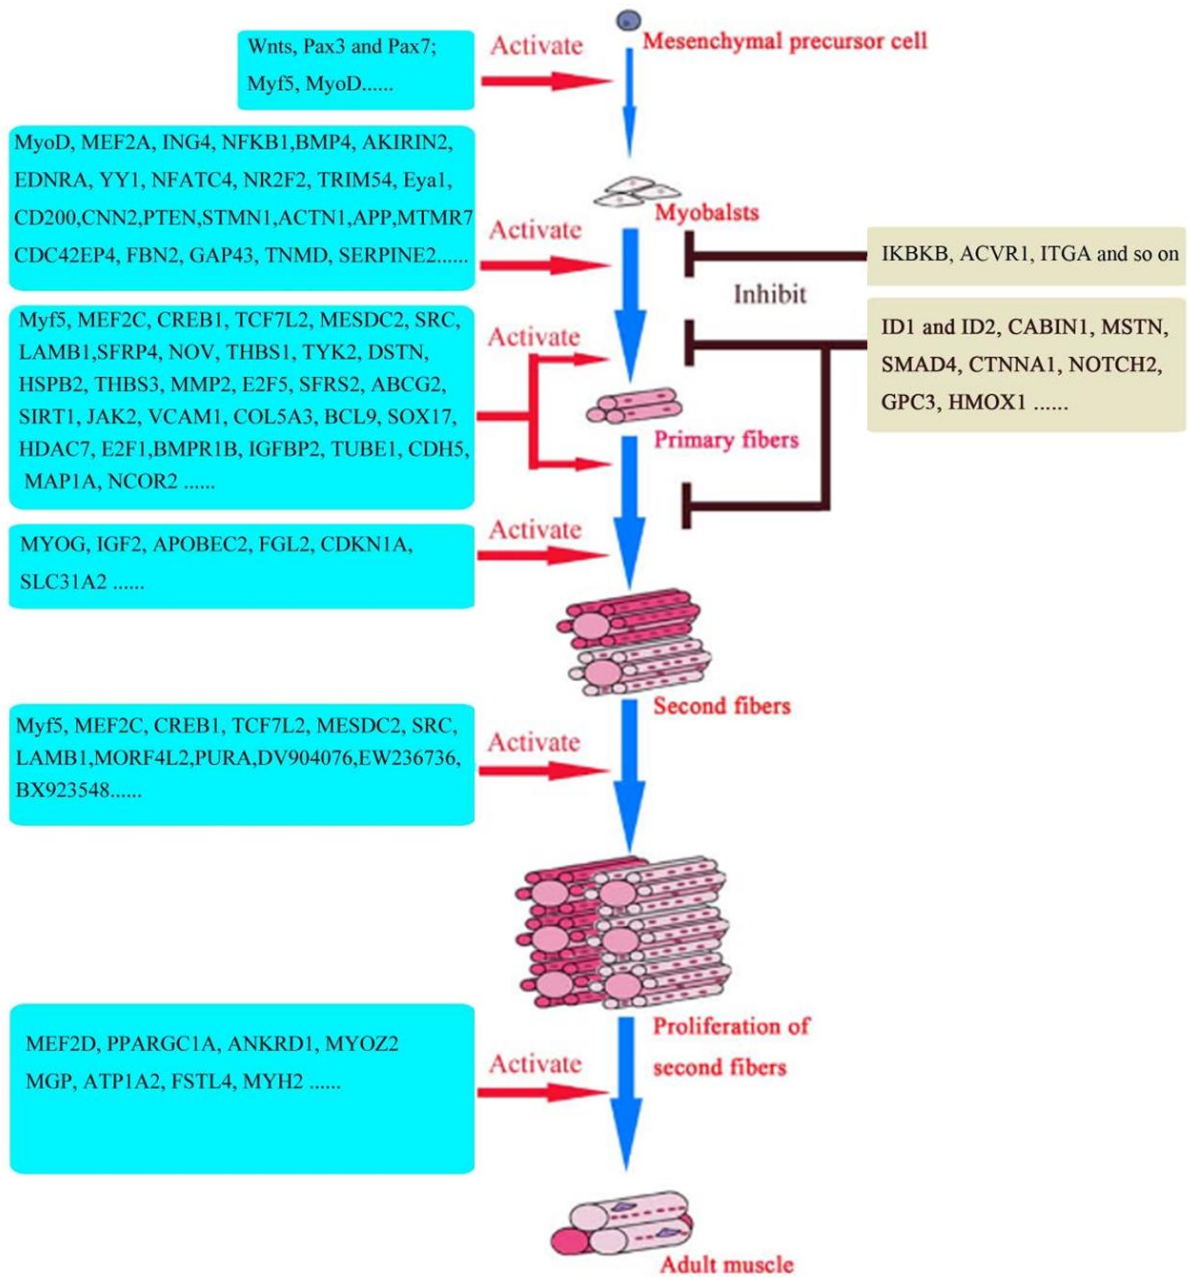 Mesenchymal precursor cell
Wnts, Pax3 and Pax7;
Myf5, MyoD......
Activate
MyoD, MEF2A, ING4, NFKB1,BMP4, AKIRIN2,
EDNRA, YY1, NFATC4, NR2F2, TRIM54, Eya1,
CD200,CNN2,PTEN,STMN1,ACTN1,APP,MTMR7
CDC42EP4, FBN2, GAP43, TNMD, SERPINE2......
Activate
Myobalsts
IKBKB, ACVR1, ITGA and so on
Inhibit
ID1 and ID2, CABIN1, MSTN,
SMAD4, CTNNA1, NOTCH2,
GPC3, HMOX1 ......
Myf5, MEF2C, CREB1, TCF7L2, MESDC2, SRC,
LAMB1,SFRP4, NOV, THBS1, TYK2, DSTN,
HSPB2, THBS3, MMP2, E2F5, SFRS2, ABCG2,
SIRT1, JAK2, VCAM1, COL5A3, BCL9, SOX17,
HDAC7, E2F1,BMPR1B, IGFBP2, TUBE1, CDH5,
MAP1A, NCOR2 ......
Activate
Primary fibers
MYOG, IGF2, APOBEC2, FGL2, CDKN1A,
SLC31A2 ......
Activate
Second fibers
Myf5, MEF2C, CREB1, TCF7L2, MESDC2, SRC,
LAMB1,MORF4L2,PURA,DV904076,EW236736,
BX923548......
Activate
Proliferation of
second fibers
MEF2D, PPARGC1A, ANKRD1, MYOZ2
MGP, ATP1A2, FSTL4, MYH2 ......
Activate
Adult muscle